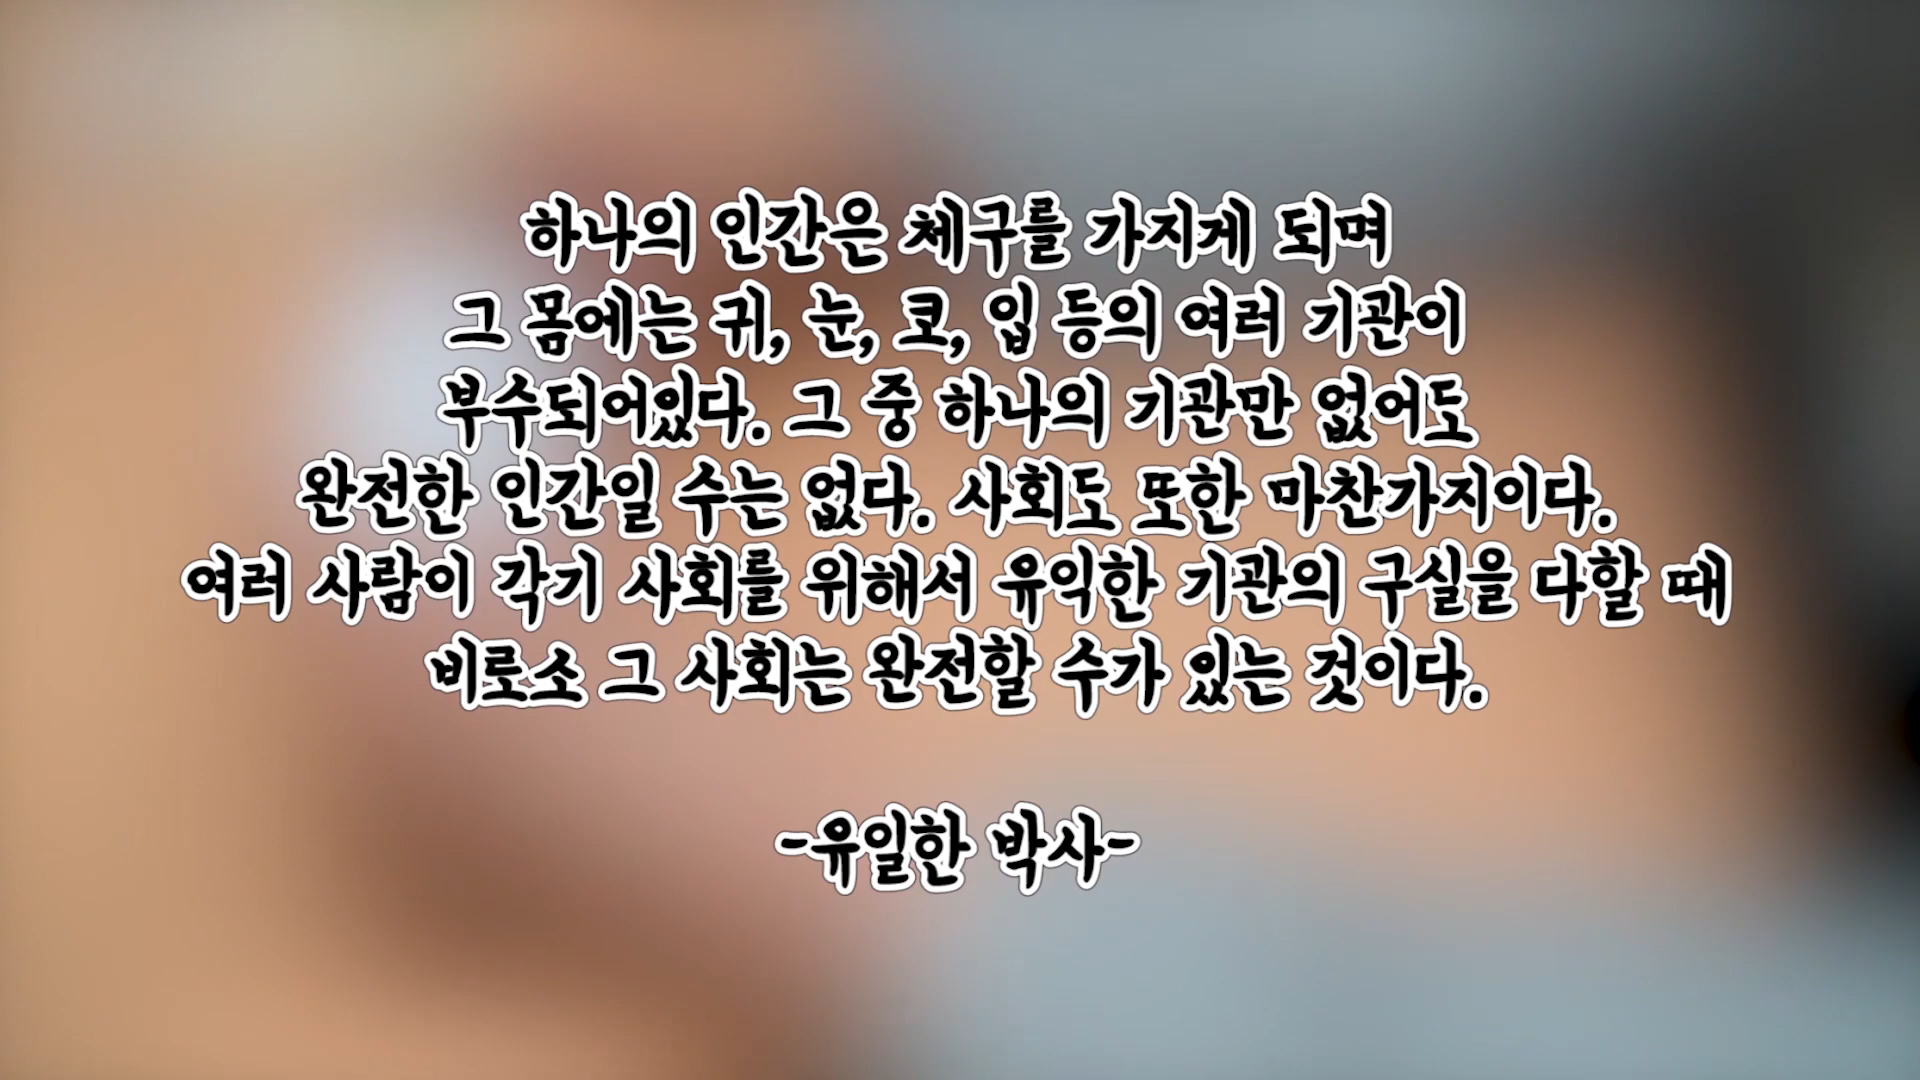 하나의 인간은 체구를 가지게 되며
그 몸에는 귀, 눈, 코, 입 등의 여러 기관이
부수되어있다. 그 중 하나의 기관만 없어도
완전한 인간일 수는 없다. 사회도 또한 마찬가지이다.
여러 사람이 각기 사회를 위해서 유익한 기관의 구실을 다할 때
비로소 그 사회는 완전할 수가 있는 것이다.
-유일한 박사-